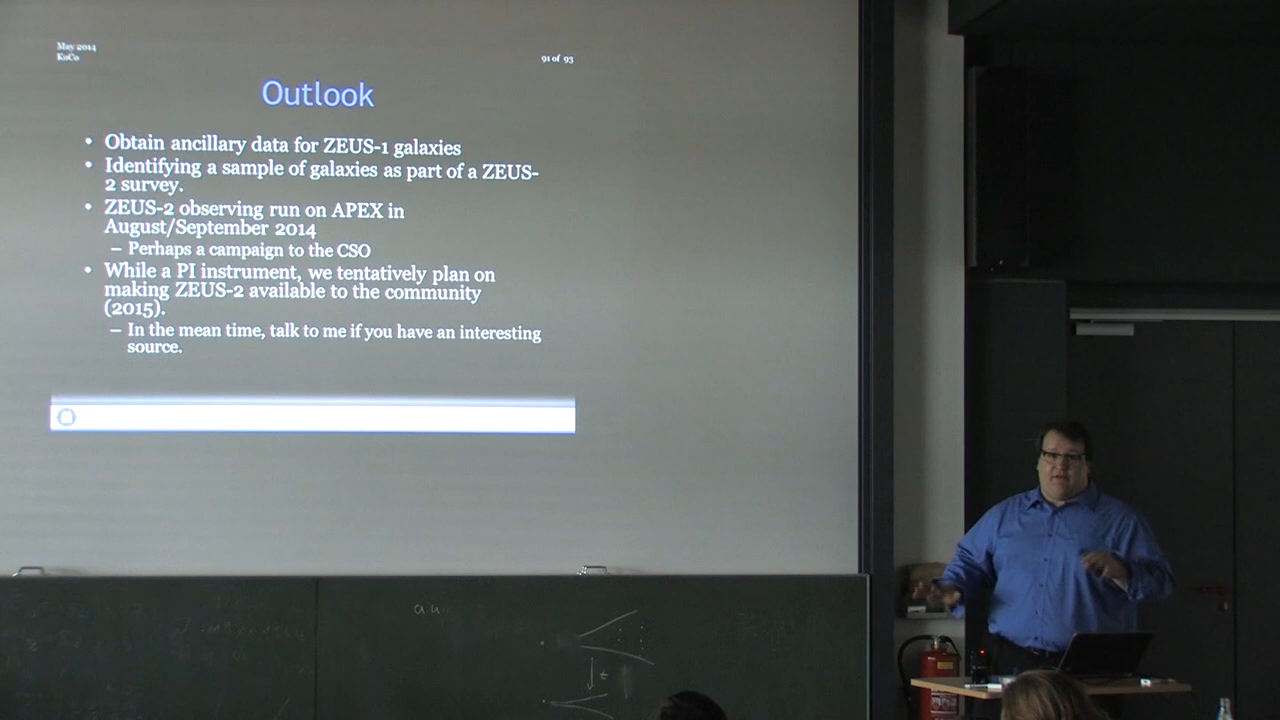 May 2014
KoCo
91 of 93
Outlook
• Obtain ancillary data for ZEUS-1 galaxies
• Identifying a sample of galaxies as part of a ZEUS-
2 survey.
• ZEUS-2 observing run on APEX in
August/September 2014
– Perhaps a campaign to the CSO
• While a PI instrument, we tentatively plan on
making ZEUS-2 available to the community
(2015).
– In the mean time, talk to me if you have an interesting
source.
a.u.
t